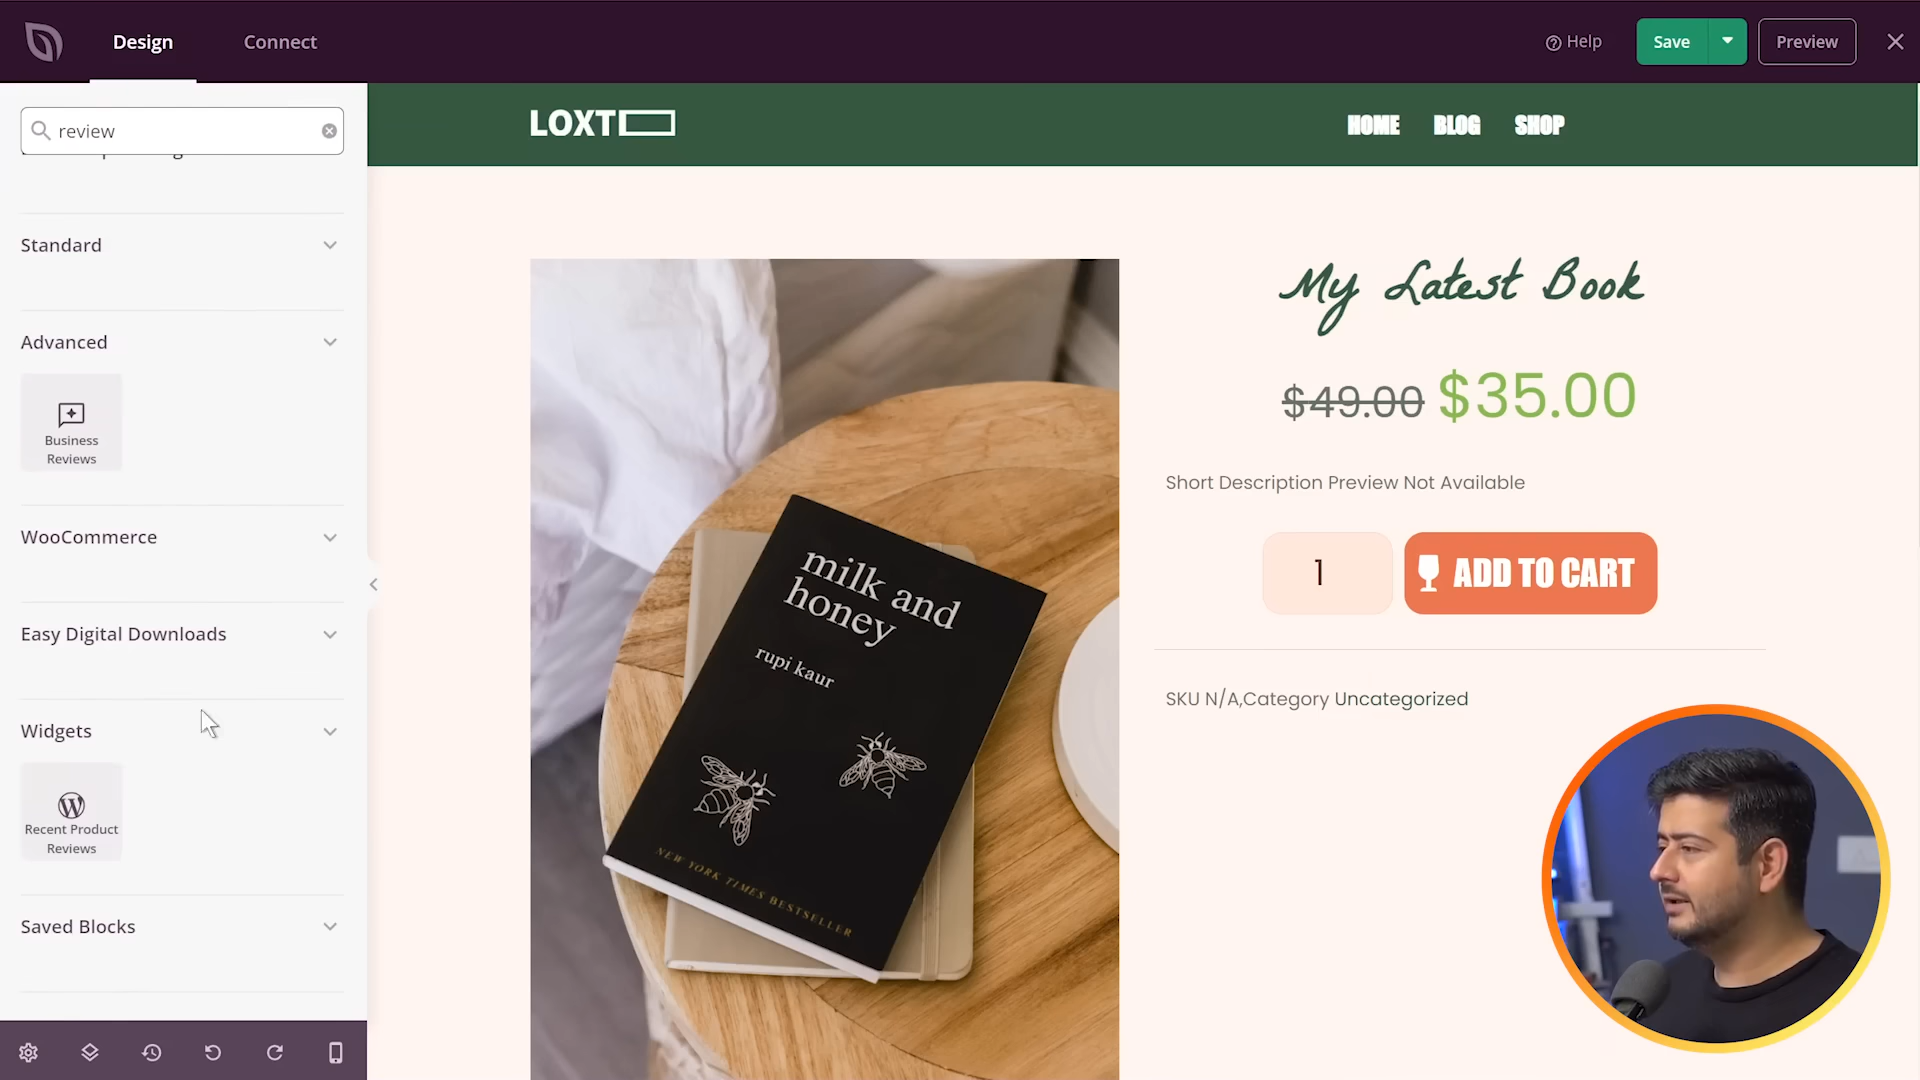 Design
Connect
Help
Save
Preview
review
Standard
Advanced
Business
Reviews
WooCommerce
Easy Digital Downloads
Widgets
Recent Product
Reviews
Saved Blocks
LOXT
HOME
BLOG
SHOP
My Latest Book
$49.00 $35.00
Short Description Preview Not Available
1
ADD TO CART
SKU N/A,Category Uncategorized
milk and
honey
rupi kaur
NEW YORK TIMES BESTSELLER